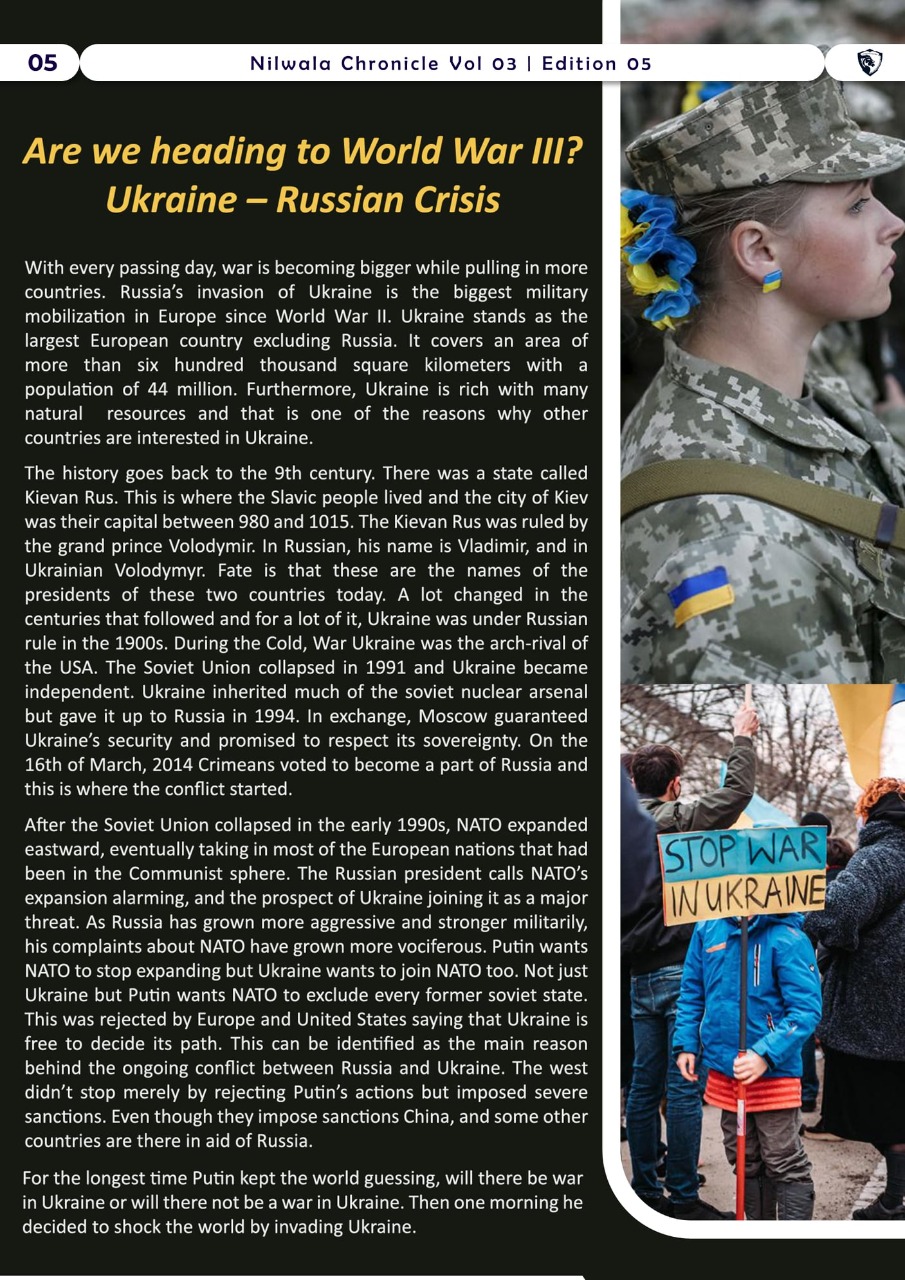 05
Nilwala Chronicle Vol 03 | Edition 05
Are we heading to World War III?
Ukraine – Russian Crisis
With every passing day, war is becoming bigger while pulling in more
countries. Russia’s invasion of Ukraine is the biggest military
mobilization in Europe since World War II. Ukraine stands as the
largest European country excluding Russia. It covers an area of
more than six hundred thousand square kilometers with a
population of 44 million. Furthermore, Ukraine is rich with many
natural resources and that is one of the reasons why other
countries are interested in Ukraine.
The history goes back to the 9th century. There was a state called
Kievan Rus. This is where the Slavic people lived and the city of Kiev
was their capital between 980 and 1015. The Kievan Rus was ruled by
the grand prince Volodymir. In Russian, his name is Vladimir, and in
Ukrainian Volodymyr. Fate is that these are the names of the
presidents of these two countries today. A lot changed in the
centuries that followed and for a lot of it, Ukraine was under Russian
rule in the 1900s. During the Cold, War Ukraine was the arch-rival of
the USA. The Soviet Union collapsed in 1991 and Ukraine became
independent. Ukraine inherited much of the soviet nuclear arsenal
but gave it up to Russia in 1994. In exchange, Moscow guaranteed
Ukraine’s security and promised to respect its sovereignty. On the
16th of March, 2014 Crimeans voted to become a part of Russia and
this is where the conflict started.
After the Soviet Union collapsed in the early 1990s, NATO expanded
eastward, eventually taking in most of the European nations that had
been in the Communist sphere. The Russian president calls NATO’s
expansion alarming, and the prospect of Ukraine joining it as a major
threat. As Russia has grown more aggressive and stronger militarily,
his complaints about NATO have grown more vociferous. Putin wants
NATO to stop expanding but Ukraine wants to join NATO too. Not just
Ukraine but Putin wants NATO to exclude every former soviet state.
This was rejected by Europe and United States saying that Ukraine is
free to decide its path. This can be identified as the main reason
behind the ongoing conflict between Russia and Ukraine. The west
didn’t stop merely by rejecting Putin’s actions but imposed severe
sanctions. Even though they impose sanctions China, and some other
countries are there in aid of Russia.
For the longest time Putin kept the world guessing, will there be war
in Ukraine or will there not be a war in Ukraine. Then one morning he
decided to shock the world by invading Ukraine.
STOP WAR
IN UKRAINE